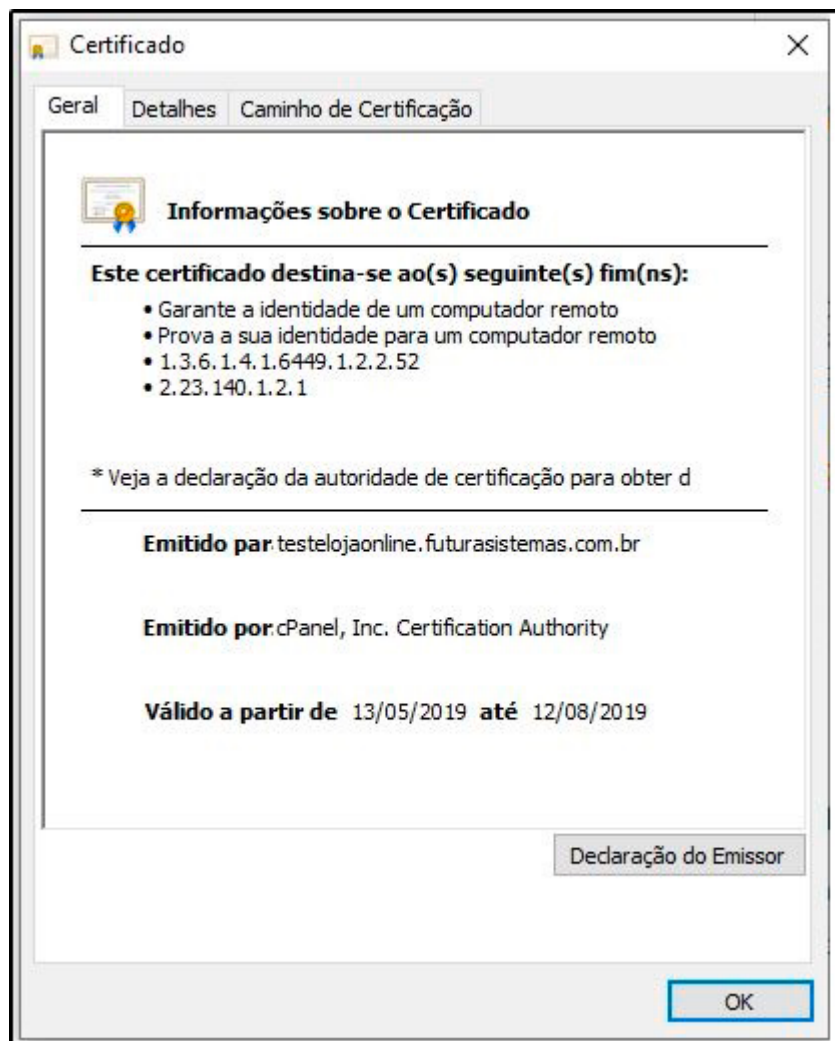 Certificado
Geral Detalhes Caminho de Certificação
Informações sobre o Certificado
Este certificado destina-se ao(s) seguinte(s) fim(ns):
• Garante a identidade de um computador remoto
• Prova a sua identidade para um computador remoto
• 1.3.6.1.4.1.6449.1.2.2.52
• 2.23.140.1.2.1
* Veja a declaração da autoridade de certificação para obter d
Emitido par testelojaonline.futurasistemas.com.br
Emitido por cPanel, Inc. Certification Authority
Válido a partir de 13/05/2019 até 12/08/2019
Declaração do Emissor
OK